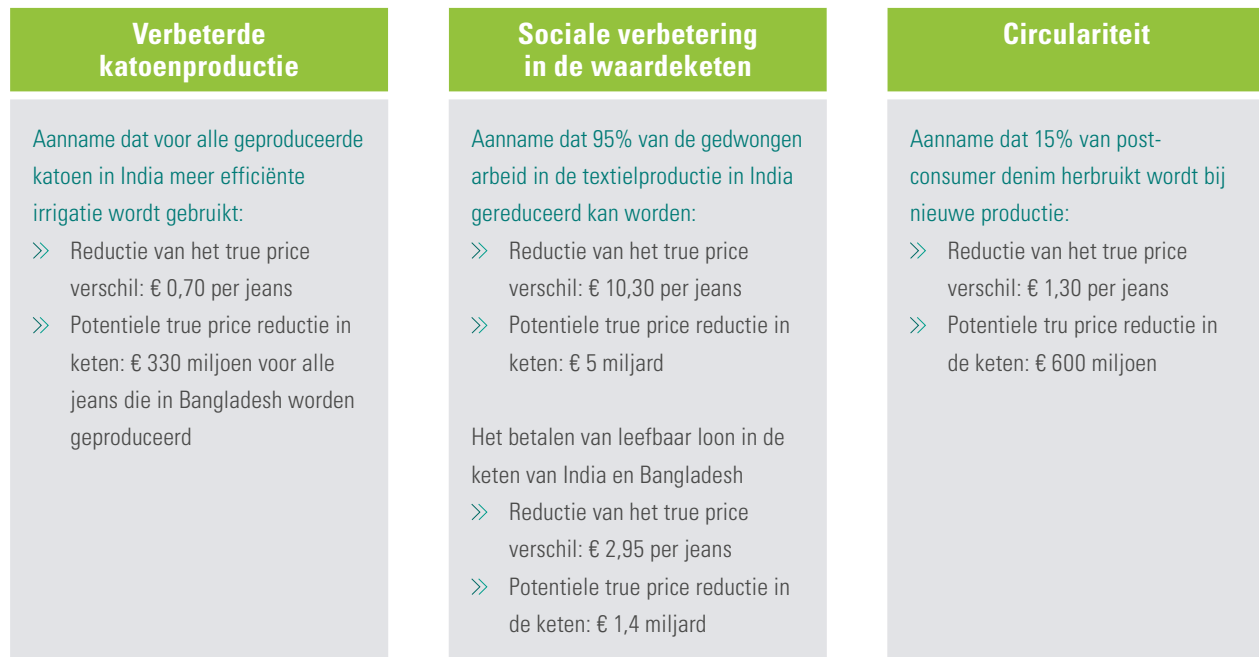 Verbeterde
katoenproductie
Aanname dat voor alle geproduceerde
katoen in India meer efficiënte
irrigatie wordt gebruikt:
» Reductie van het true price
verschil: € 0,70 per jeans
» Potentiele true price reductie in
keten: € 330 miljoen voor alle
jeans die in Bangladesh worden
geproduceerd
Sociale verbetering
in de waardeketen
Aanname dat 95% van de gedwongen
arbeid in de textielproductie in India
gereduceerd kan worden:
» Reductie van het true price
verschil: € 10,30 per jeans
» Potentiele true price reductie in
keten: € 5 miljard
Het betalen van leefbaar loon in de
keten van India en Bangladesh
» Reductie van het true price
verschil: € 2,95 per jeans
» Potentiele true price reductie in
de keten: € 1,4 miljard
Circulariteit
Aanname dat 15% van post-
consumer denim herbruikt wordt bij
nieuwe productie:
» Reductie van het true price
verschil: € 1,30 per jeans
» Potentiele tru price reductie in
de keten: € 600 miljoen